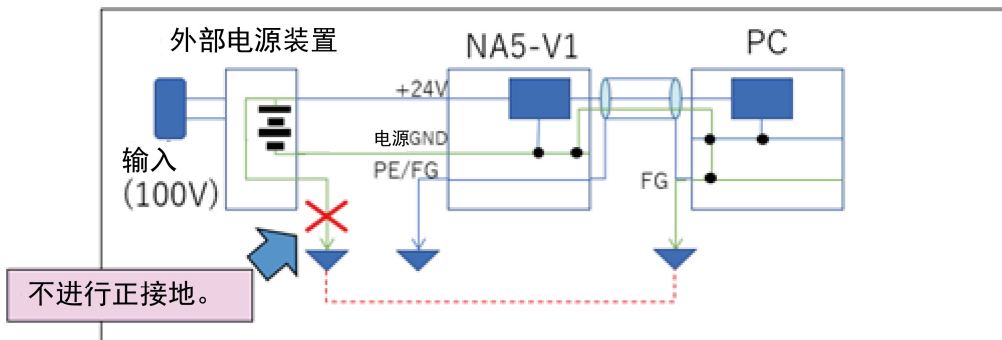 外部电源装置
NA5-V1
PC
+24V
电源GND
PE/FG
输入
(100V)
FG
不进行正接地。